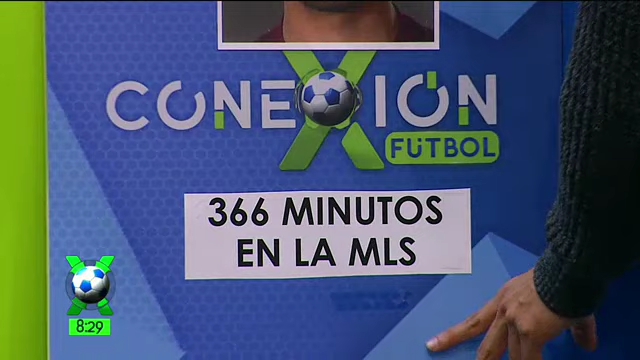 CONEXIÓN
FÚTBOL
366 MINUTOS
EN LA MLS
8:29